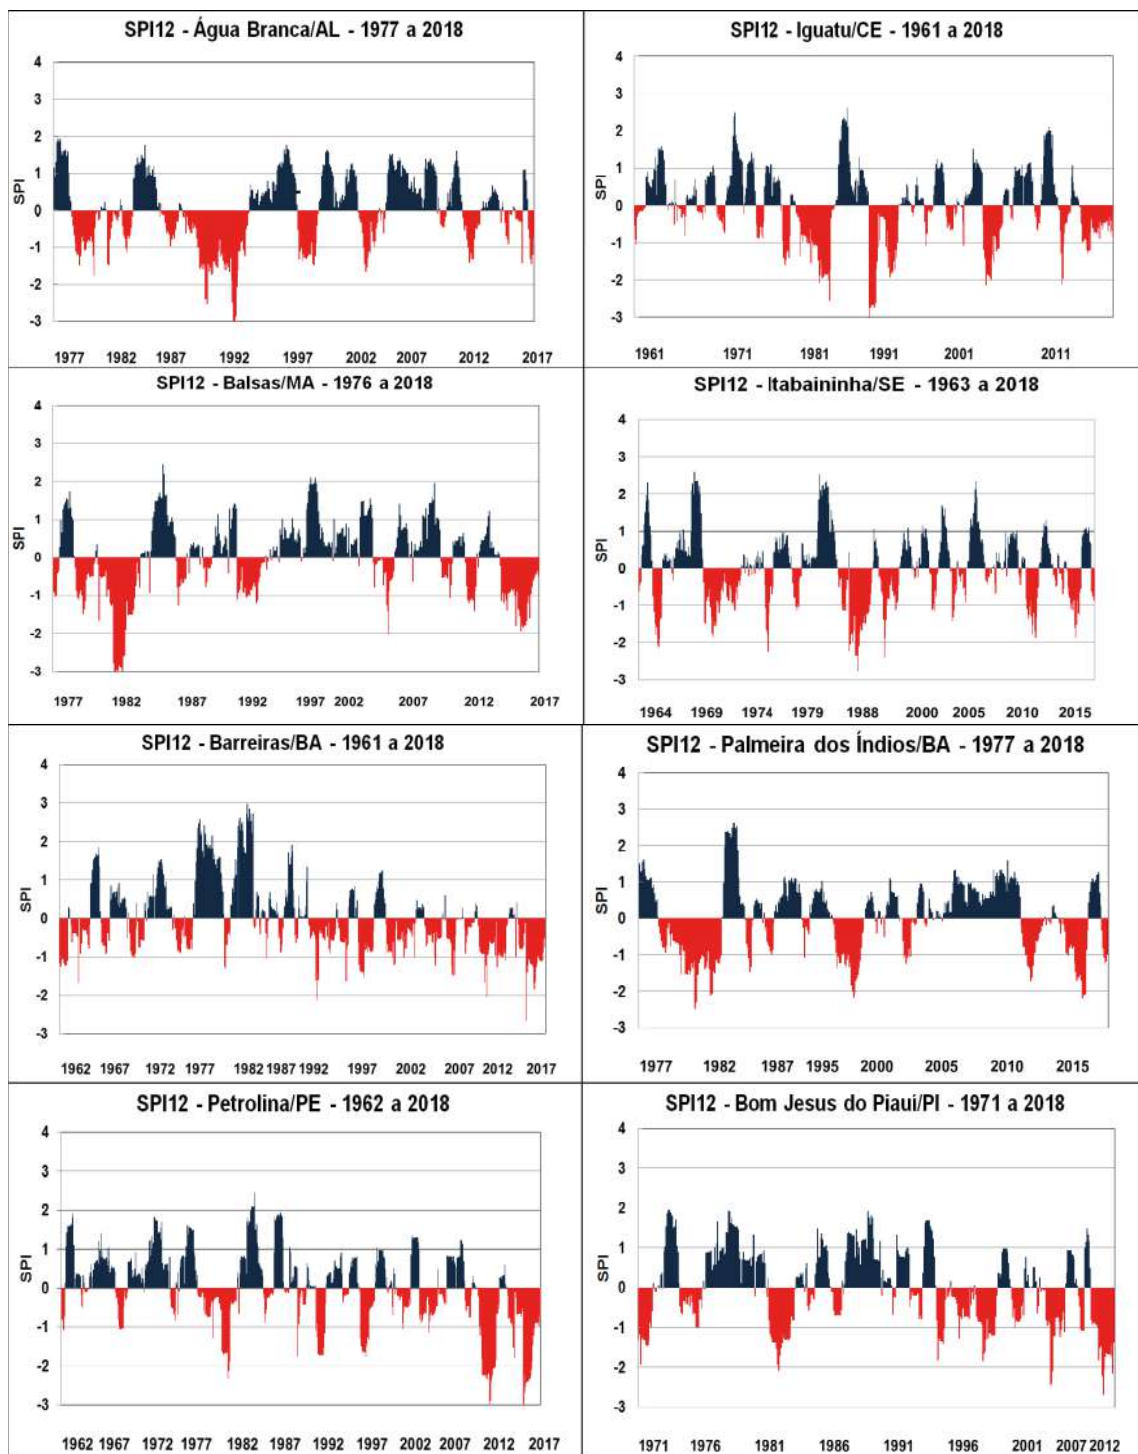 SPI12 - Água Branca/AL - 1977 a 2018
4
3
2
1
0
-1
-2
-3
SPI
1977 1982 1987 1992 1997 2002 2007 2012 2017
SPI12 - Iguatu/CE - 1961 a 2018
4
3
2
1
0
-1
-2
-3
SPI
1961 1971 1981 1991 2001 2011
SPI12 - Balsas/MA - 1976 a 2018
4
3
2
1
0
-1
-2
-3
SPI
1977 1982 1987 1992 1997 2002 2007 2012 2017
SPI12 - Itabaininha/SE - 1963 a 2018
4
3
2
1
0
-1
-2
-3
SPI
1964 1969 1974 1979 1988 2000 2005 2010 2015
SPI12 - Barreiras/BA - 1961 a 2018
4
3
2
1
0
-1
-2
-3
SPI
1962 1967 1972 1977 1982 1987 1992 1997 2002 2007 2012 2017
SPI12 - Palmeira dos Índios/BA - 1977 a 2018
4
3
2
1
0
-1
-2
-3
SPI
1977 1982 1987 1995 2000 2005 2010 2015
SPI12 - Petrolina/PE - 1962 a 2018
4
3
2
1
0
-1
-2
-3
SPI
1962 1967 1972 1977 1982 1987 1992 1997 2002 2007 2012 2017
SPI12 - Bom Jesus do Piauí/PI - 1971 a 2018
4
3
2
1
0
-1
-2
-3
SPI
1971 1976 1981 1986 1991 1996 2001 2007 2012